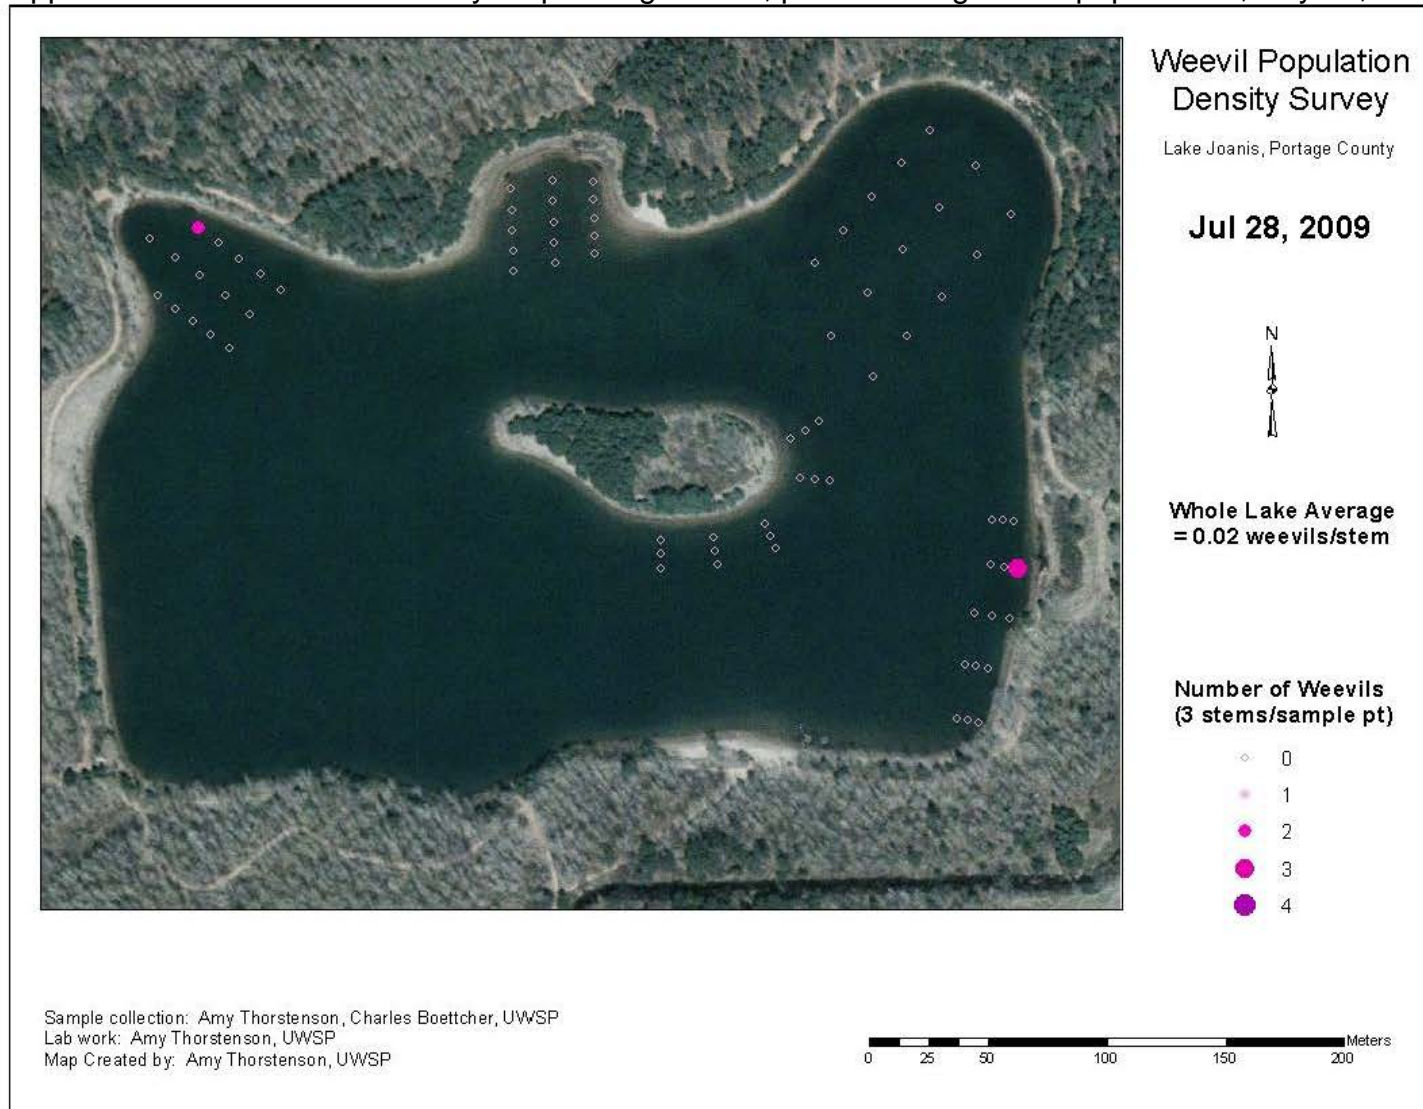 Weevil Population
Density Survey
Lake Joanis, Portage County
Jul 28, 2009
N
Whole Lake Average
= 0.02 weevils/stem
Number of Weevils
(3 stems/sample pt)
0
1
2
3
4
Sample collection: Amy Thorstenson, Charles Boettcher, UWSP
Lab work: Amy Thorstenson, UWSP
Map Created by: Amy Thorstenson, UWSP
Meters
0 25 50 100 150 200